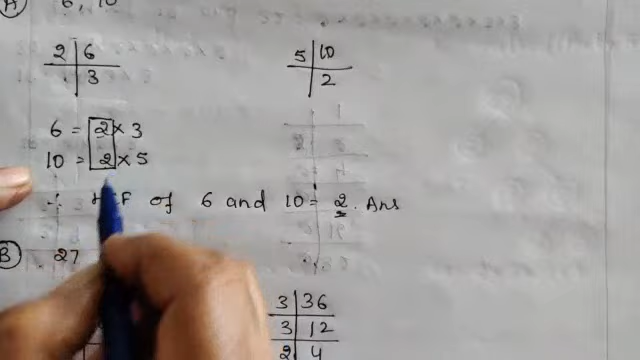 A) 6, 10
2 | 6
3
5 | 10
2
6 = 2 × 3
10 = 2 × 5
∴ HCF of 6 and 10 = 2. Ans
B) 27
3 | 36
3 | 12
2 | 4